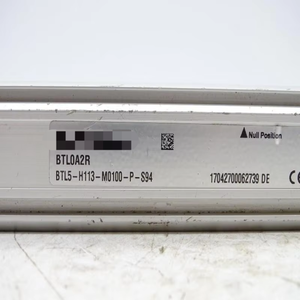 Null Position
BTL0A2R
BTL5-H113-M0100-P-S94
17042700062739 DE
CE